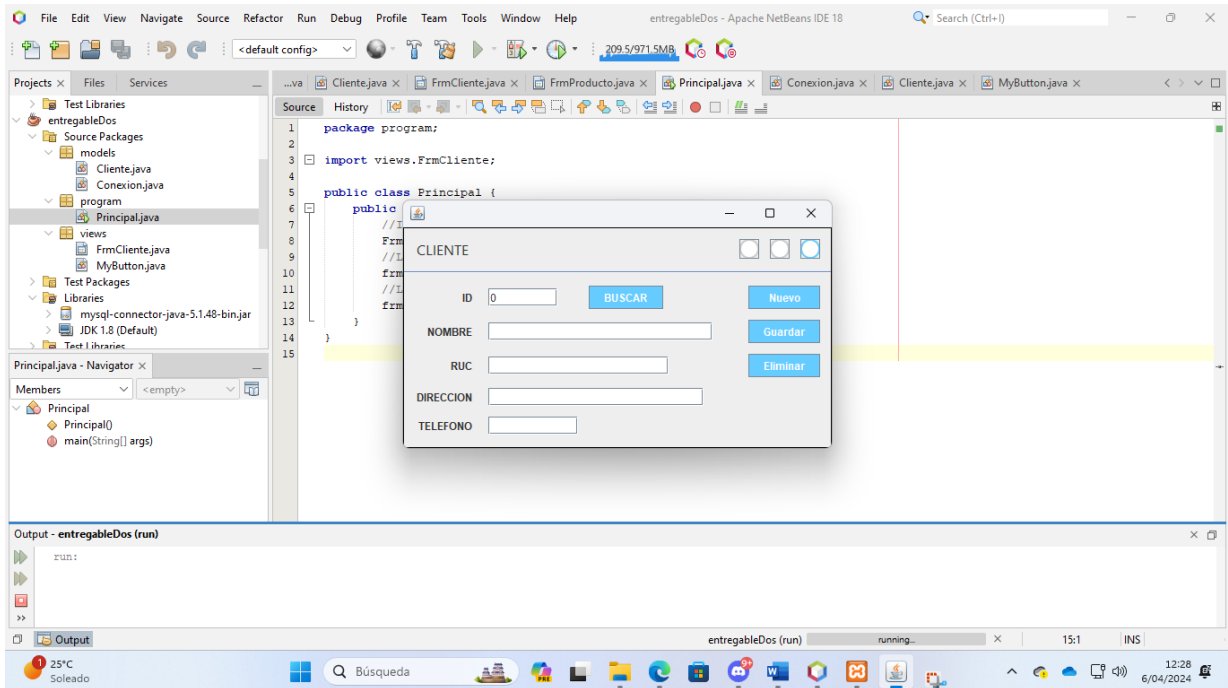 File Edit View Navigate Source Refactor Run Debug Profile Team Tools Window Help entregableDos - Apache NetBeans IDE 18 Search (Ctrl+I)
<default config> 209.5/971.5MB
Projects Files Services
Test Libraries
entregableDos
Source Packages
models
Cliente.java
Conexion.java
program
Principal.java
views
FrmCliente.java
MyButton.java
Test Packages
Libraries
mysql-connector-java-5.1.48-bin.jar
JDK 1.8 (Default)
Test Libraries
Principal.java - Navigator
Members <empty>
Principal
Principal()
main(String[] args)
...va Cliente.java FrmCliente.java FrmProducto.java Principal.java Conexion.java Cliente.java MyButton.java
Source History
1 package program;
2
3 import views.FrmCliente;
4
5 public class Principal {
6 public
7 //I
8 Frm
9 //L
10 frm
11 //L
12 frm
13 }
14 }
15
CLIENTE
ID 0 BUSCAR Nuevo
NOMBRE Guardar
RUC Eliminar
DIRECCION
TELEFONO
Output - entregableDos (run)
run:
Output entregableDos (run) running... 15:1 INS
1 25°C
Soleado
Búsqueda
PRE
9+
12:28
6/04/2024